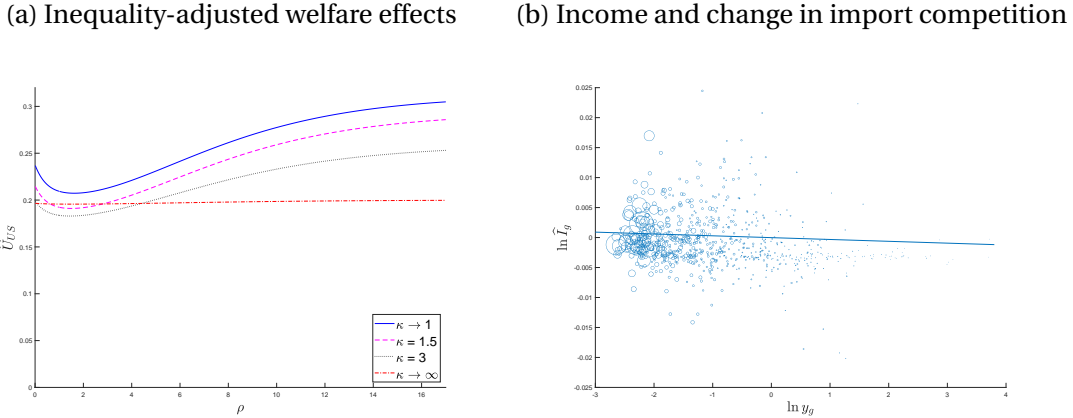 (a) Inequality-adjusted welfare effects
(b) Income and change in import competition
0.3
0.25
0.2
0.15
0.1
0.05
0
0 2 4 6 8 10 12 14 16
ρ
Û_US
κ → 1
κ = 1.5
κ = 3
κ → ∞
0.025
0.02
0.015
0.01
0.005
0
-0.005
-0.01
-0.015
-0.02
-0.025
-3 -2 -1 0 1 2 3 4
ln y_g
ln Î_g